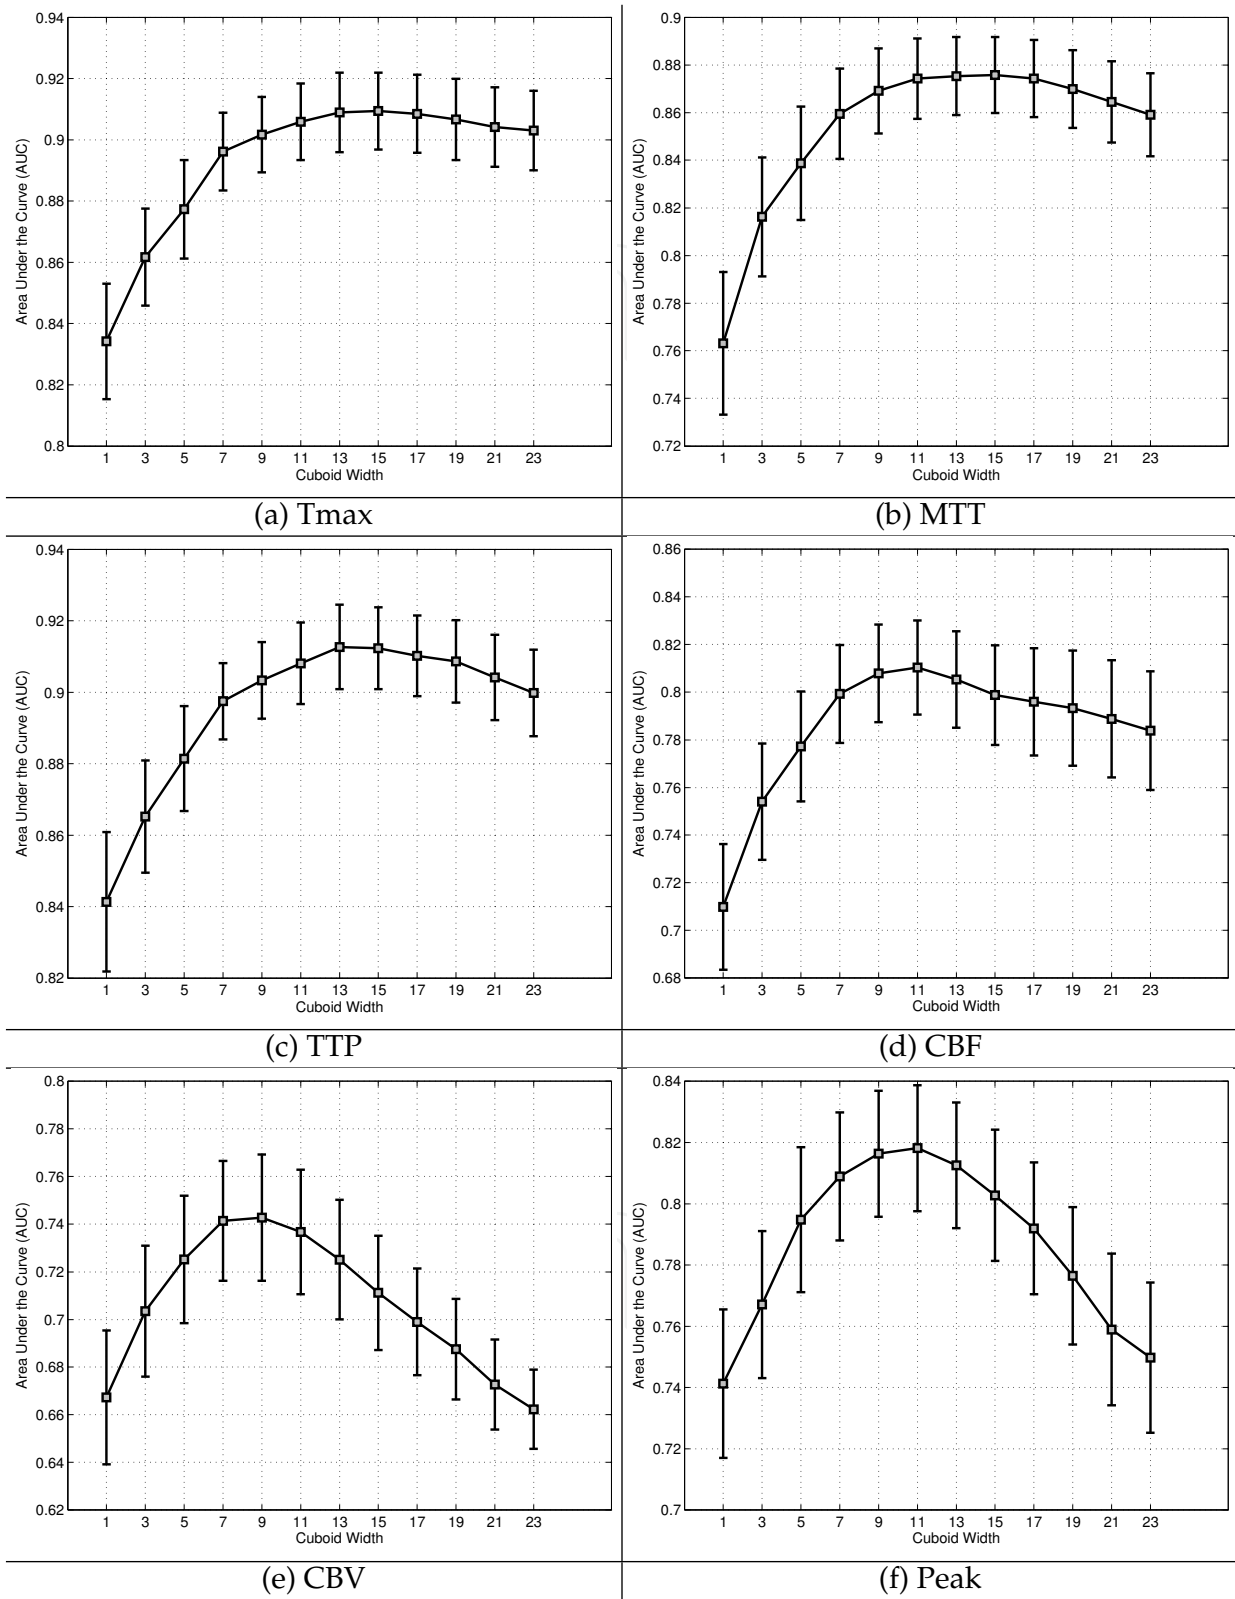 0.94
0.92
0.9
0.88
0.86
0.84
0.82
0.8
Area Under the Curve (AUC)
1 3 5 7 9 11 13 15 17 19 21 23
Cuboid Width
(a) Tmax
0.9
0.88
0.86
0.84
0.82
0.8
0.78
0.76
0.74
0.72
Area Under the Curve (AUC)
1 3 5 7 9 11 13 15 17 19 21 23
Cuboid Width
(b) MTT
0.94
0.92
0.9
0.88
0.86
0.84
0.82
Area Under the Curve (AUC)
1 3 5 7 9 11 13 15 17 19 21 23
Cuboid Width
(c) TTP
0.86
0.84
0.82
0.8
0.78
0.76
0.74
0.72
0.7
0.68
Area Under the Curve (AUC)
1 3 5 7 9 11 13 15 17 19 21 23
Cuboid Width
(d) CBF
0.8
0.78
0.76
0.74
0.72
0.7
0.68
0.66
0.64
0.62
Area Under the Curve (AUC)
1 3 5 7 9 11 13 15 17 19 21 23
Cuboid Width
(e) CBV
0.84
0.82
0.8
0.78
0.76
0.74
0.72
0.7
Area Under the Curve (AUC)
1 3 5 7 9 11 13 15 17 19 21 23
Cuboid Width
(f) Peak